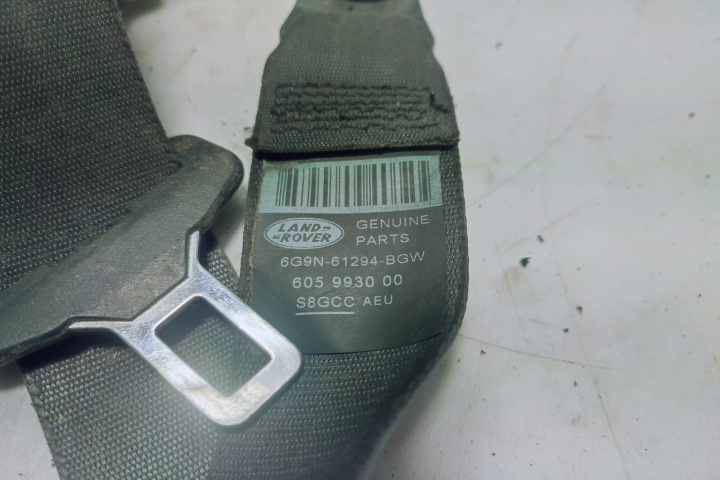 LAND-
ROVER
GENUINE
PARTS
6G9N-61294-BGW
605 9930 00
S8GCC AEU